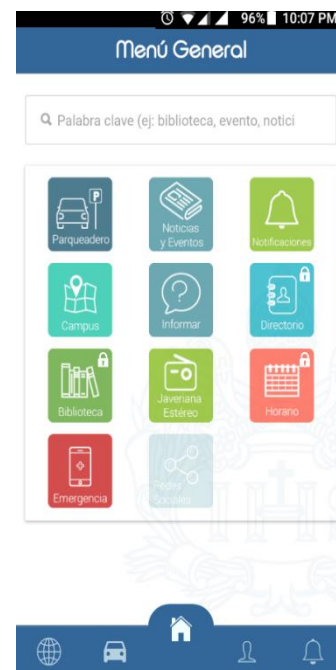 96% 10:07 PM
Menú General
Palabra clave (ej: biblioteca, evento, notici
P
Parqueadero
Noticias
y Eventos
Notificaciones
Campus
Informar
Directorio
Biblioteca
Javeriana
Estéreo
Horario
Emergencia
Redes
Sociales